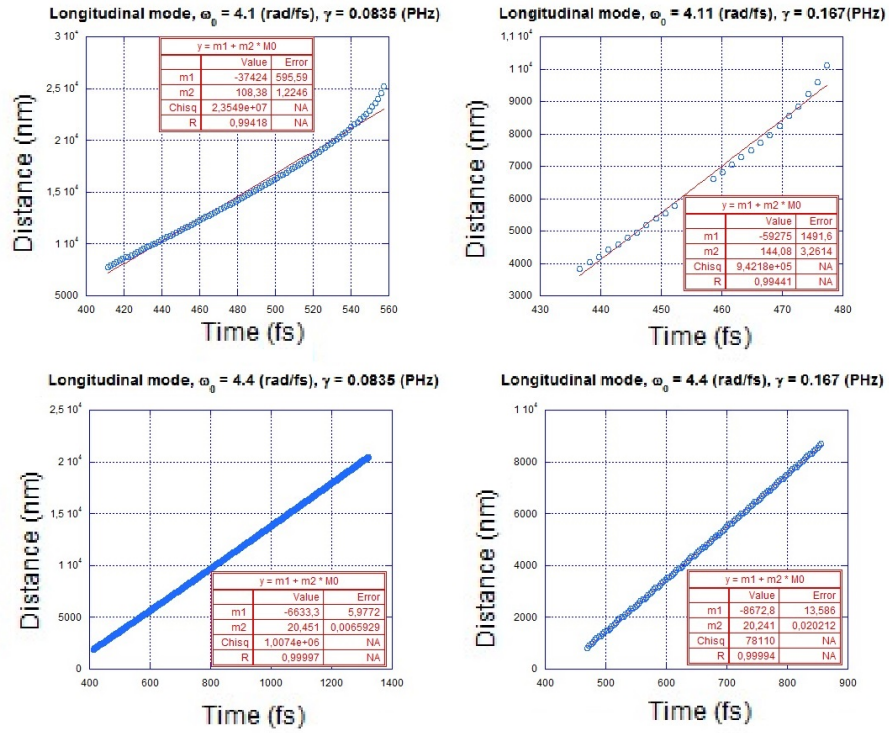 Longitudinal mode, ω₀ = 4.1 (rad/fs), γ = 0.0835 (PHz)
3 10⁴
2,5 10⁴
2 10⁴
1,5 10⁴
1 10⁴
5000
Distance (nm)
y = m1 + m2 * M0
Value Error
m1 -37424 595,59
m2 108,38 1,2246
Chisq 2,3549e+07 NA
R 0,99418 NA
400 420 440 460 480 500 520 540 560
Time (fs)
Longitudinal mode, ω₀ = 4.11 (rad/fs), γ = 0.167(PHz)
1,1 10⁴
1 10⁴
9000
8000
7000
6000
5000
4000
3000
Distance (nm)
y = m1 + m2 * M0
Value Error
m1 -59275 1491,6
m2 144,08 3,2614
Chisq 9,4218e+05 NA
R 0,99441 NA
430 440 450 460 470 480
Time (fs)
Longitudinal mode, ω₀ = 4.4 (rad/fs), γ = 0.0835 (PHz)
2,5 10⁴
2 10⁴
1,5 10⁴
1 10⁴
5000
0
Distance (nm)
y = m1 + m2 * M0
Value Error
m1 -6633,3 5,9772
m2 20,451 0,0065929
Chisq 1,0074e+06 NA
R 0,99997 NA
400 600 800 1000 1200 1400
Time (fs)
Longitudinal mode, ω₀ = 4.4 (rad/fs), γ = 0.167 (PHz)
1 10⁴
8000
6000
4000
2000
0
Distance (nm)
y = m1 + m2 * M0
Value Error
m1 -8672,8 13,586
m2 20,241 0,020212
Chisq 78110 NA
R 0,99994 NA
400 500 600 700 800 900
Time (fs)